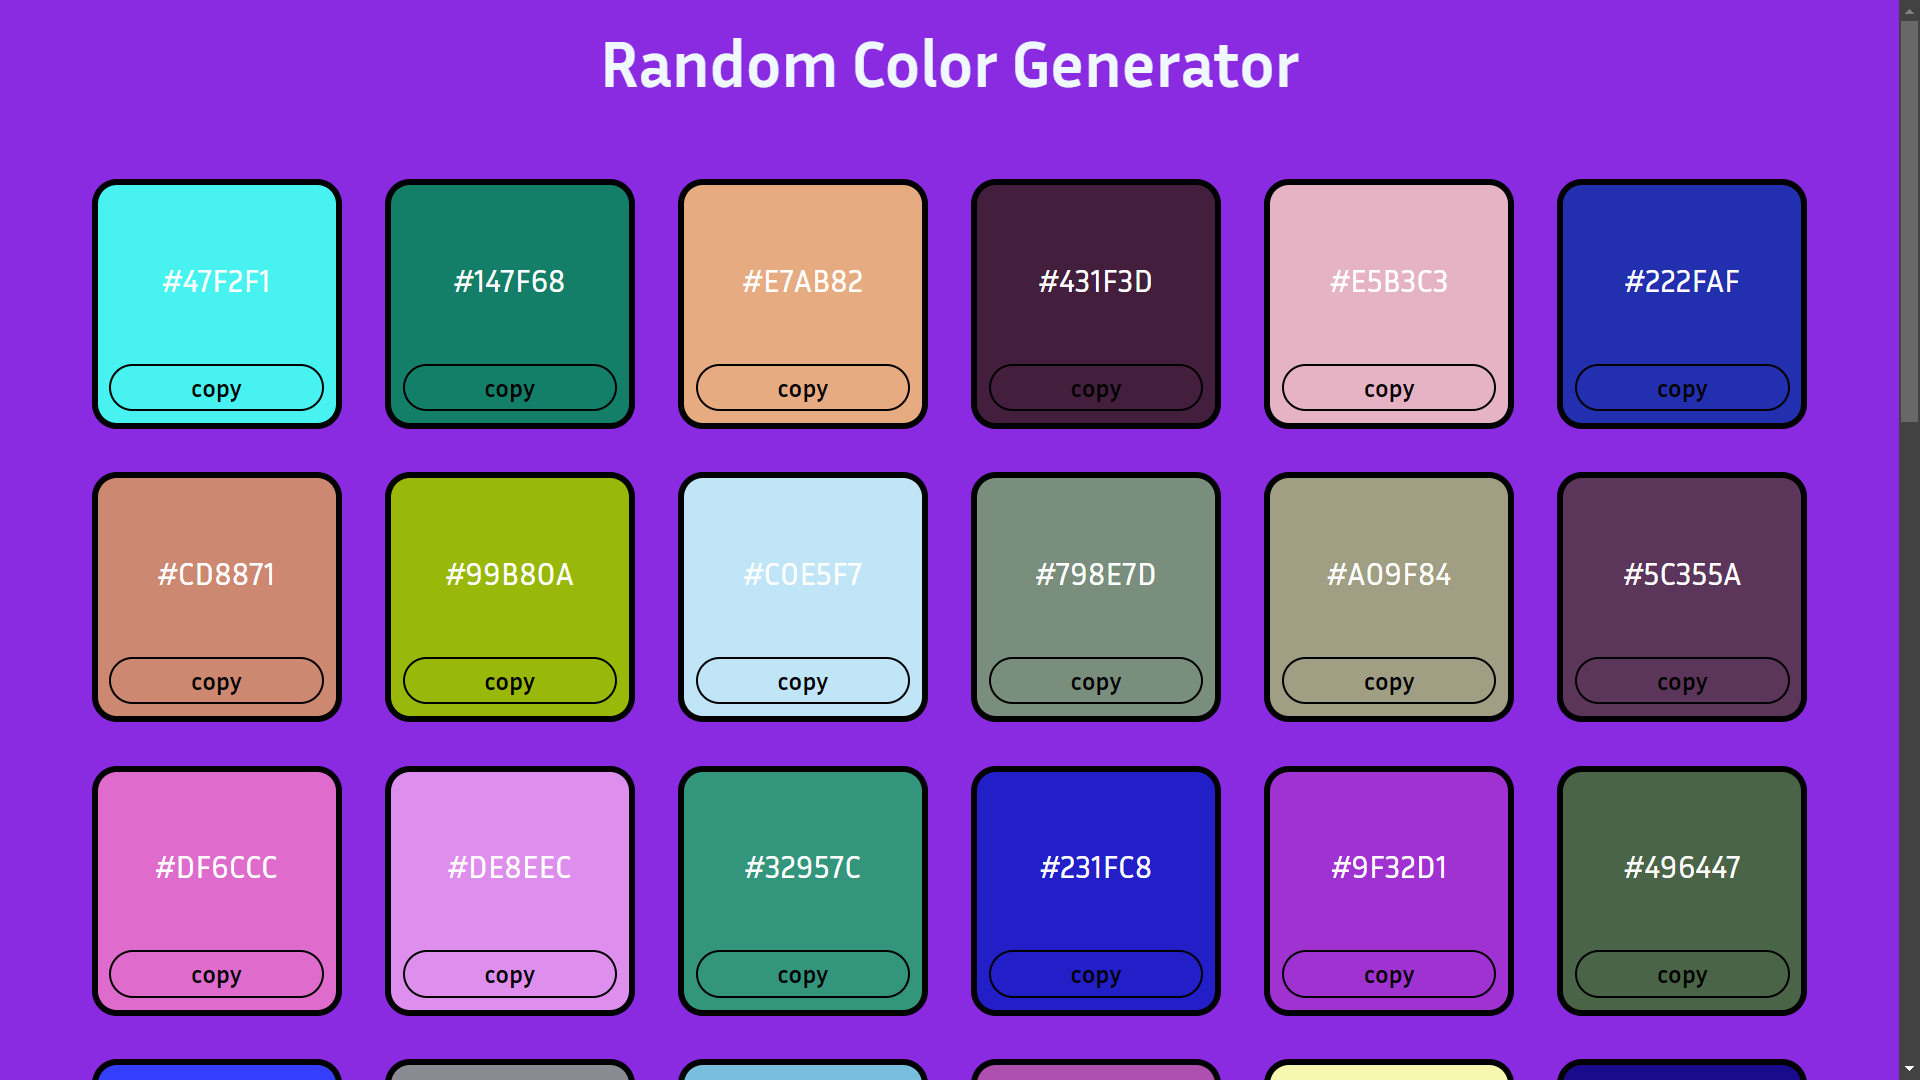 Random Color Generator
#47F2F1 #147F68 #E7AB82 #431F3D #E5B3C3 #222FAF
copy copy copy copy copy copy
#CD8871 #99B80A #C0E5F7 #798E7D #A09F84 #5C355A
copy copy copy copy copy copy
#DF6CCC #DE8EEC #32957C #231FC8 #9F32D1 #496447
copy copy copy copy copy copy